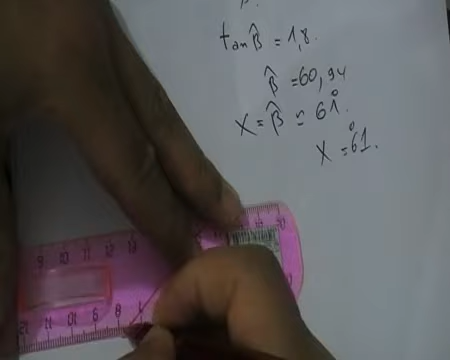 tan β̂ = 1,8.
β̂ = 60,94
X = β̂ ≃ 61°.
X = 61°.